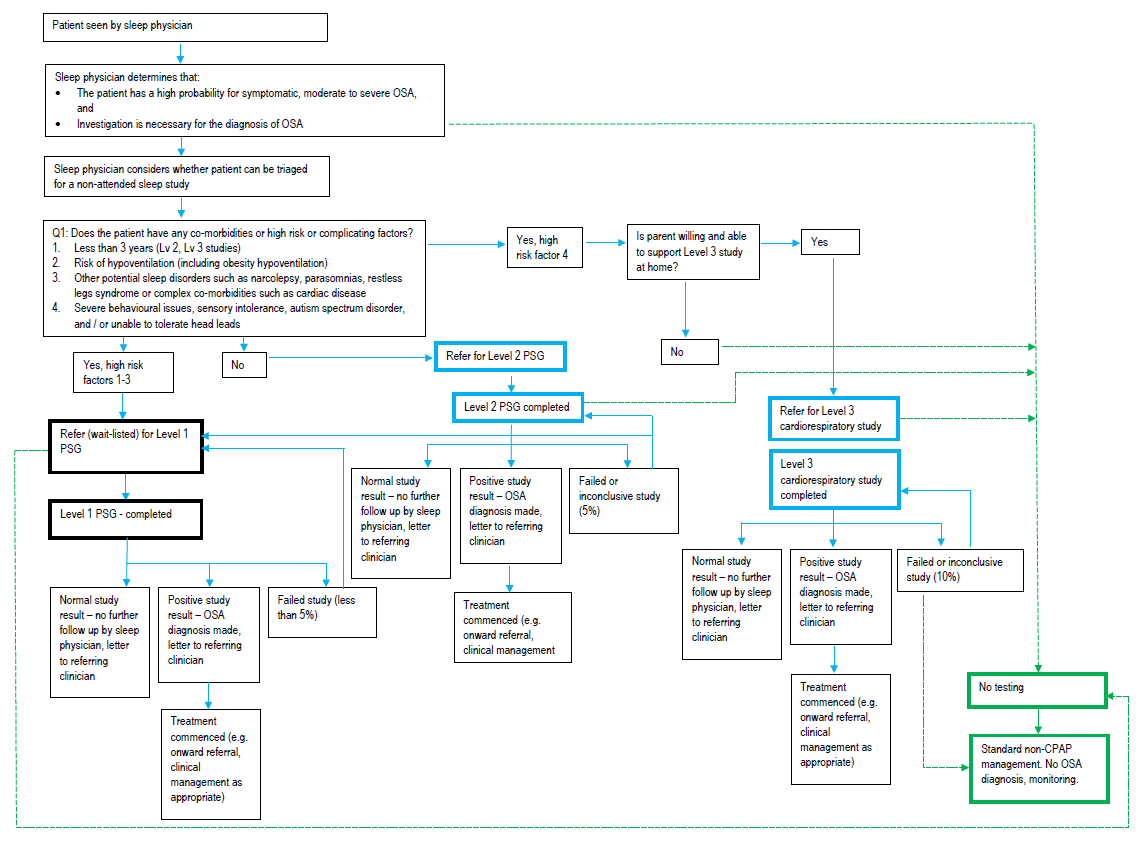 Patient seen by sleep physician
Sleep physician determines that:
• The patient has a high probability for symptomatic, moderate to severe OSA,
and
• Investigation is necessary for the diagnosis of OSA
Sleep physician considers whether patient can be triaged
for a non-attended sleep study
Q1: Does the patient have any co-morbidities or high risk or complicating factors?
1. Less than 3 years (Lv 2, Lv 3 studies)
2. Risk of hypoventilation (including obesity hypoventilation)
3. Other potential sleep disorders such as narcolepsy, parasomnias, restless
legs syndrome or complex co-morbidities such as cardiac disease
4. Severe behavioural issues, sensory intolerance, autism spectrum disorder,
and / or unable to tolerate head leads
Yes, high
risk factor 4
Is parent willing and able
to support Level 3 study
at home?
Yes
No
Yes, high risk
factors 1-3
No
Refer for Level 2 PSG
Level 2 PSG completed
Refer for Level 3
cardiorespiratory study
Refer (wait-listed) for Level 1
PSG
Level 3
cardiorespiratory study
completed
Level 1 PSG - completed
Normal study
result – no further
follow up by sleep
physician, letter
to referring
clinician
Positive study
result – OSA
diagnosis made,
letter to referring
clinician
Failed or
inconclusive study
(5%)
Treatment
commenced (e.g.
onward referral,
clinical management
Normal study
result – no further
follow up by sleep
physician, letter
to referring
clinician
Positive study
result – OSA
diagnosis made,
letter to referring
clinician
Failed or inconclusive
study (10%)
Normal study
result – no further
follow up by sleep
physician, letter
to referring
clinician
Positive study
result – OSA
diagnosis made,
letter to referring
clinician
Failed study (less
than 5%)
Treatment
commenced (e.g.
onward referral,
clinical
management as
appropriate)
Treatment
commenced (e.g.
onward referral,
clinical
management as
appropriate)
No testing
Standard non-CPAP
management. No OSA
diagnosis, monitoring.